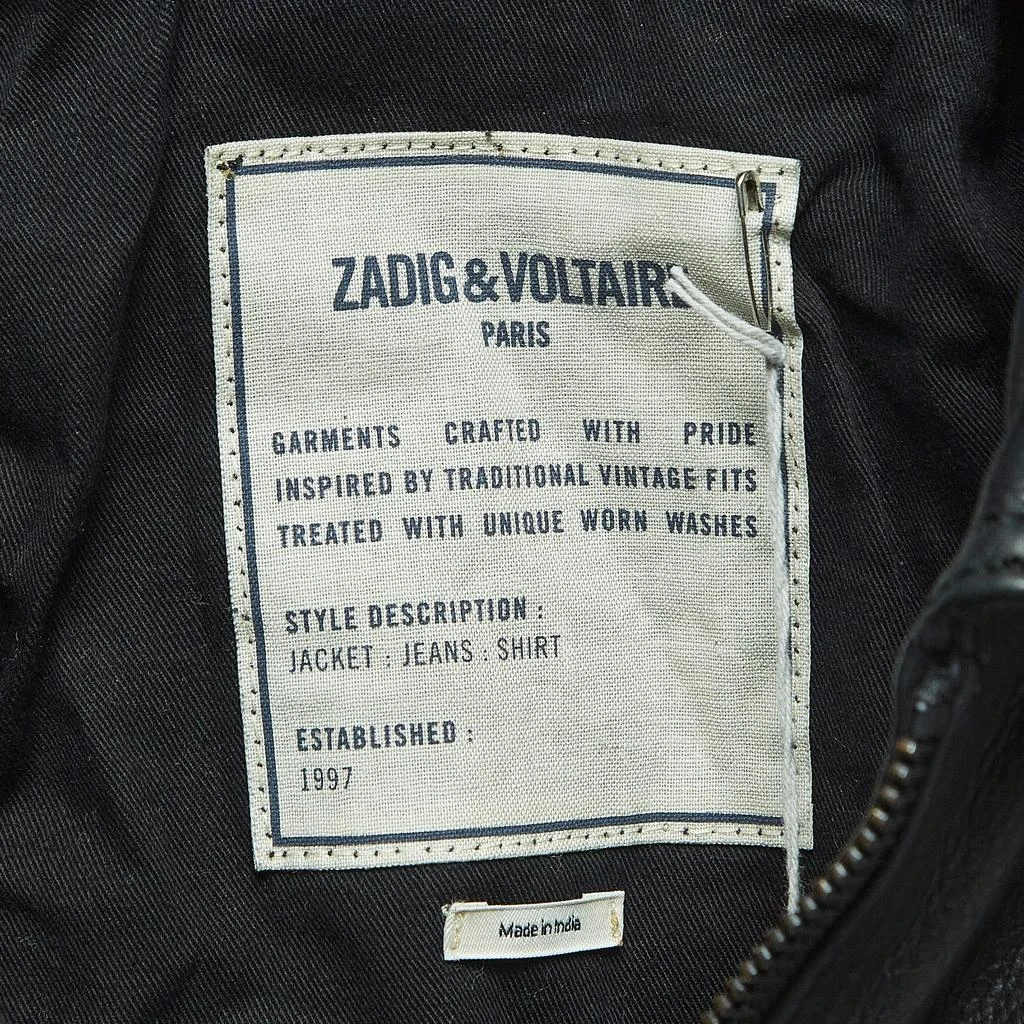 ZADIG&VOLTAIRE
PARIS
GARMENTS CRAFTED WITH PRIDE
INSPIRED BY TRADITIONAL VINTAGE FITS
TREATED WITH UNIQUE WORN WASHES
STYLE DESCRIPTION :
JACKET : JEANS : SHIRT
ESTABLISHED :
1997
Made in India